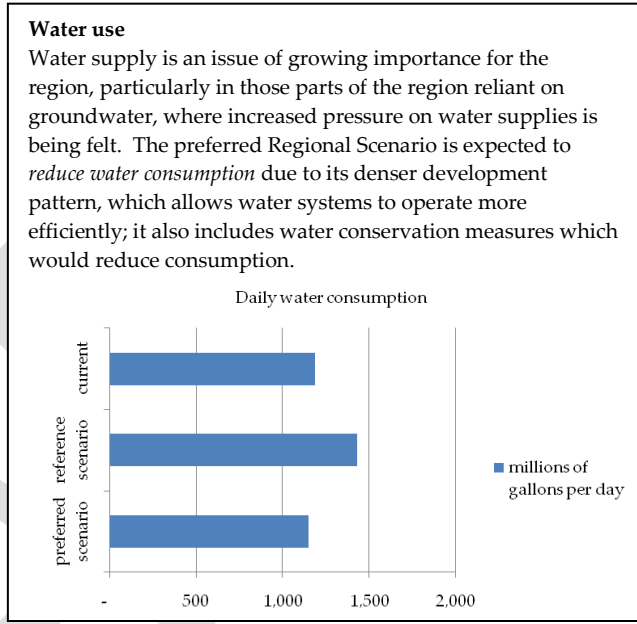 Water use
Water supply is an issue of growing importance for the
region, particularly in those parts of the region reliant on
groundwater, where increased pressure on water supplies is
being felt.  The preferred Regional Scenario is expected to
reduce water consumption due to its denser development
pattern, which allows water systems to operate more
efficiently; it also includes water conservation measures which
would reduce consumption.
Daily water consumption
current
reference
scenario
preferred
scenario
millions of
gallons per day
- 500 1,000 1,500 2,000